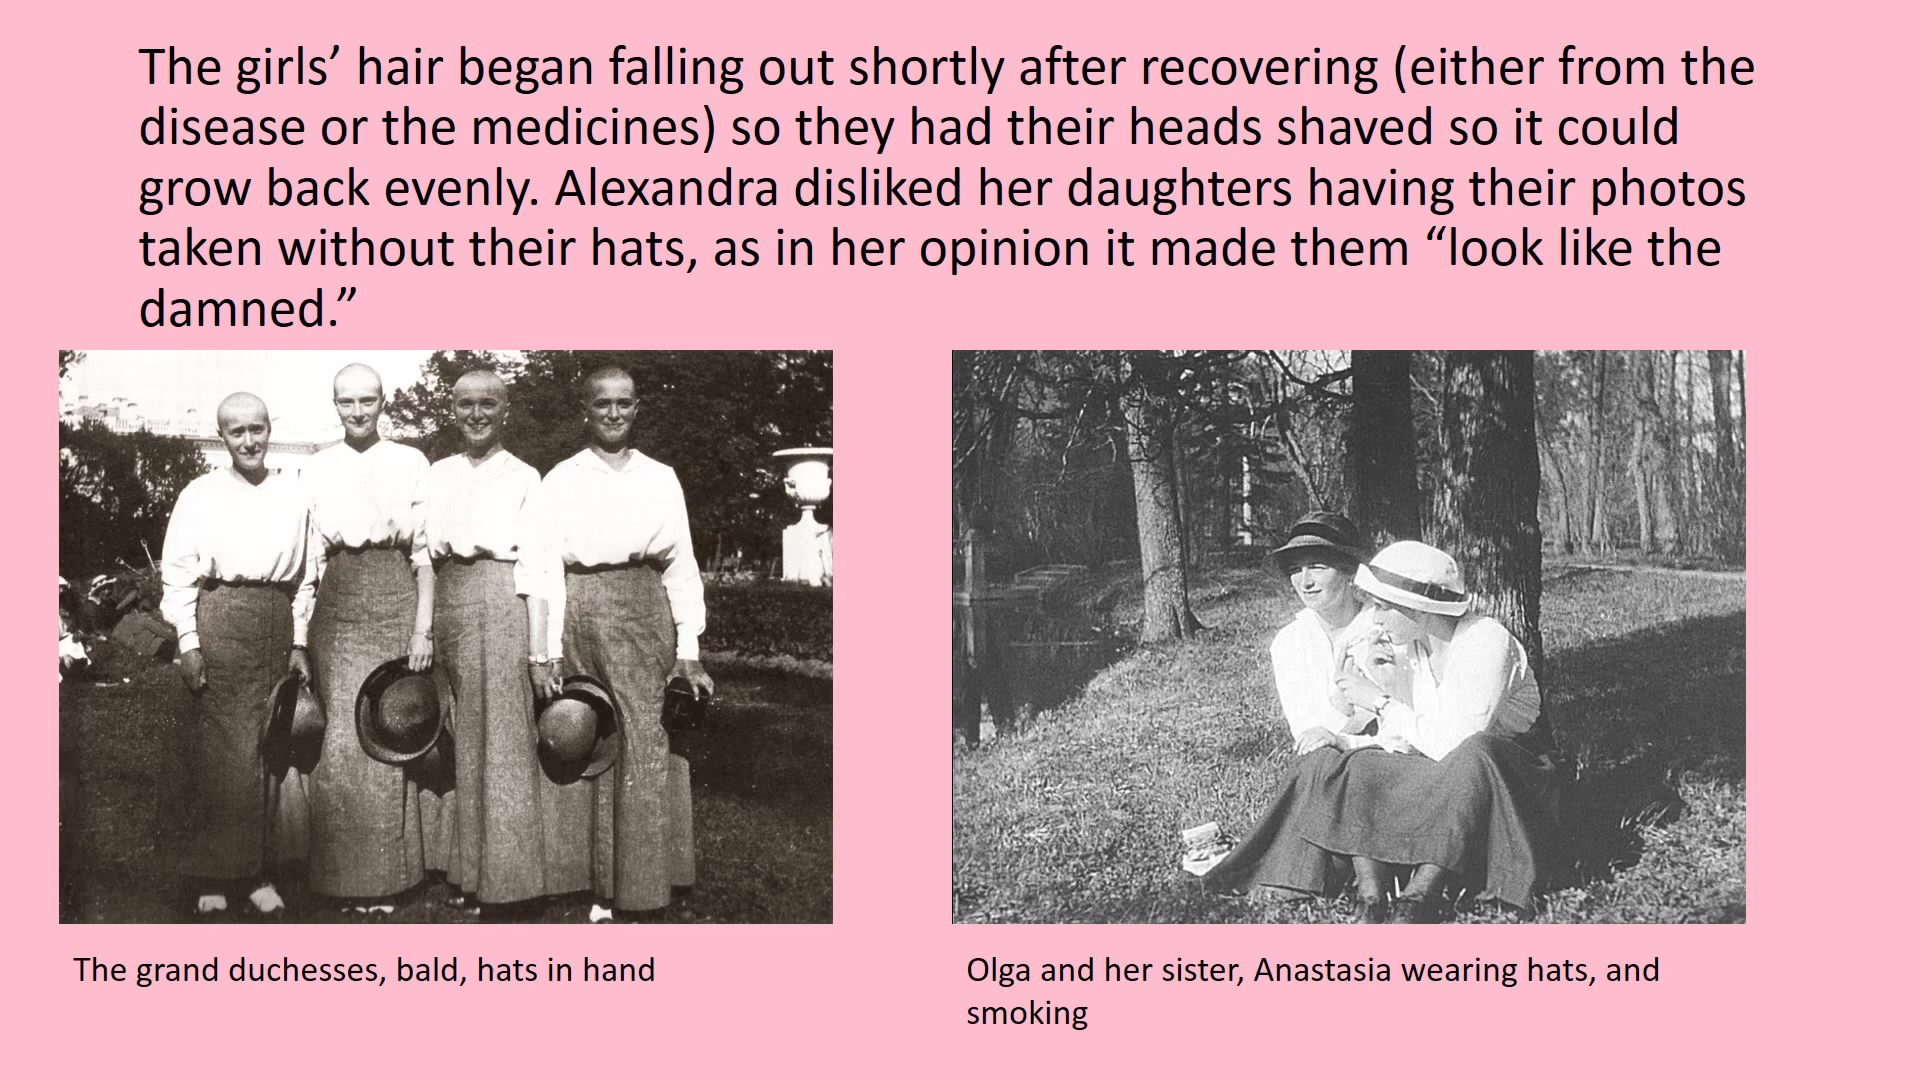 The girls’ hair began falling out shortly after recovering (either from the
disease or the medicines) so they had their heads shaved so it could
grow back evenly. Alexandra disliked her daughters having their photos
taken without their hats, as in her opinion it made them “look like the
damned.”
The grand duchesses, bald, hats in hand
Olga and her sister, Anastasia wearing hats, and
smoking